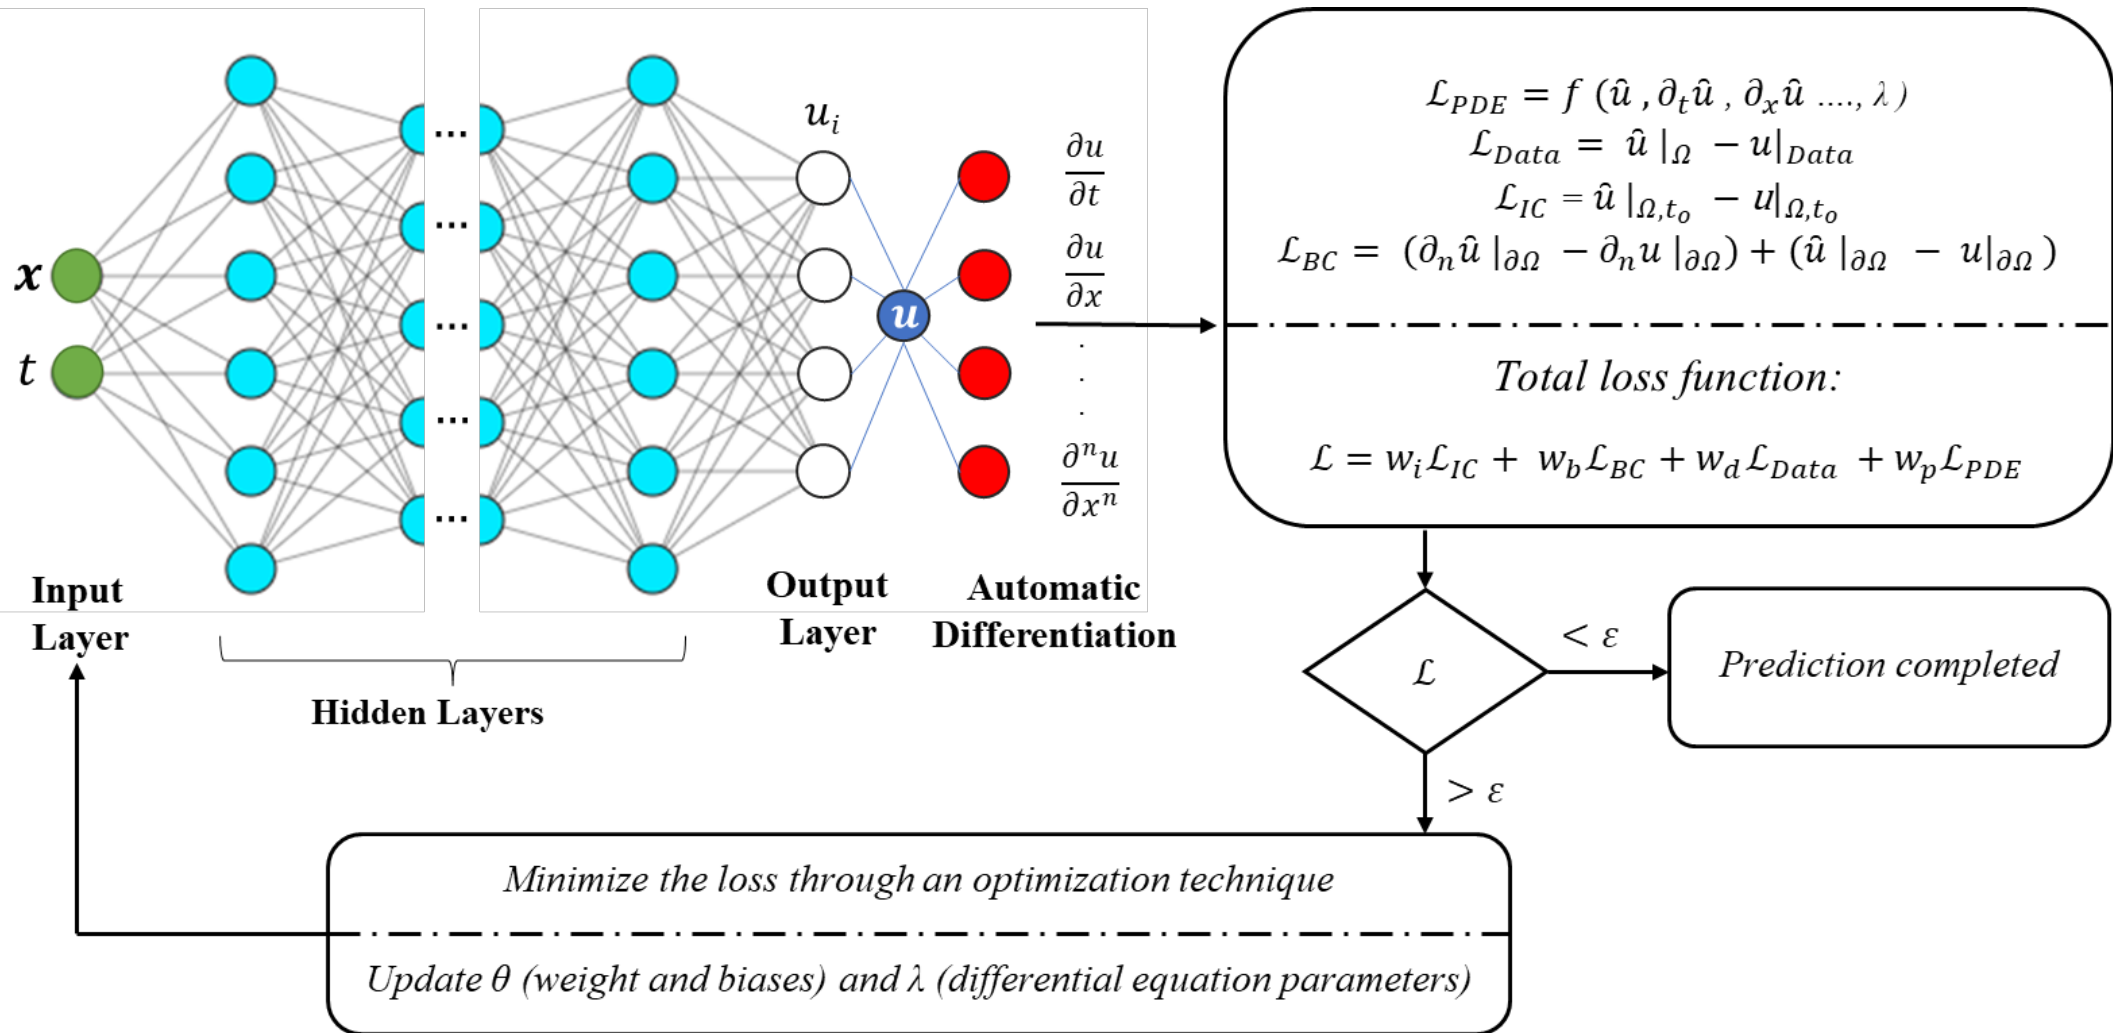 x
t
...
...
...
...
...
u_i
u
∂u/∂t
∂u/∂x
.
.
.
∂ⁿu/∂xⁿ
Input
Layer
Hidden Layers
Output
Layer
Automatic
Differentiation
ℒ_PDE = f (û , ∂_t û , ∂_x û ...., λ )
ℒ_Data = û |_Ω − u|_Data
ℒ_IC = û |_Ω,t_o − u|_Ω,t_o
ℒ_BC = (∂_n û |_∂Ω − ∂_n u |_∂Ω) + (û |_∂Ω − u|_∂Ω )
Total loss function:
ℒ = w_i ℒ_IC + w_b ℒ_BC + w_d ℒ_Data + w_p ℒ_PDE
ℒ
< ε
Prediction completed
> ε
Minimize the loss through an optimization technique
Update θ (weight and biases) and λ (differential equation parameters)